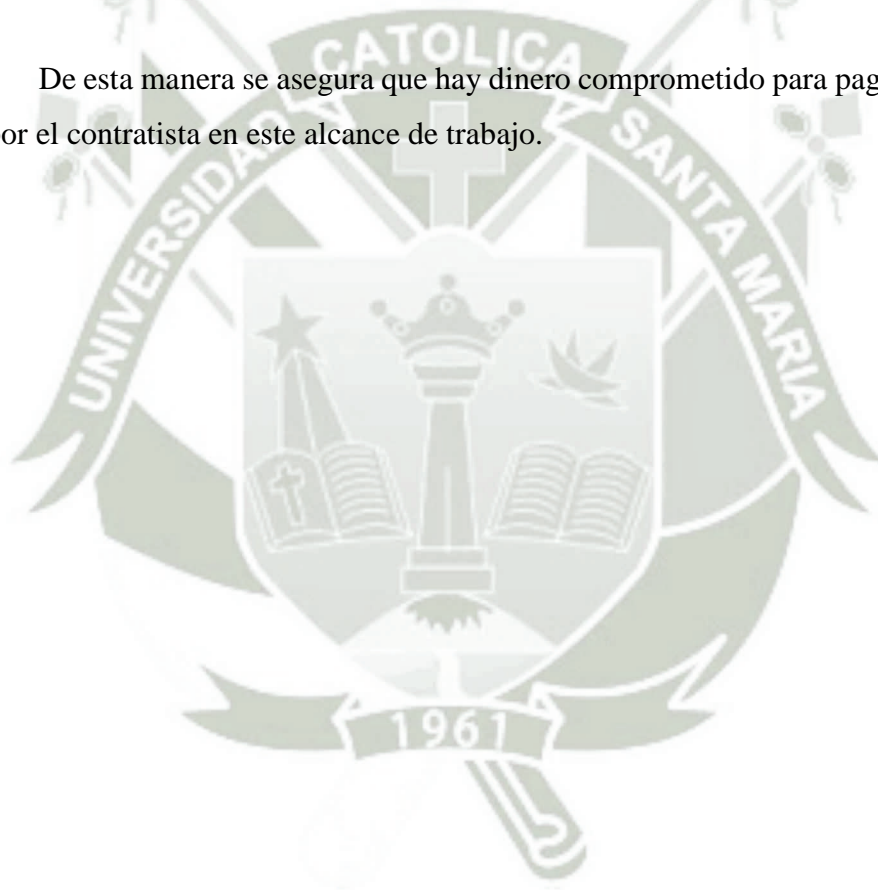 CATOLICA
De esta manera se asegura que hay dinero comprometido para pag
por el contratista en este alcance de trabajo.
UNIVERSIDAD
SANTA MARIA
1961